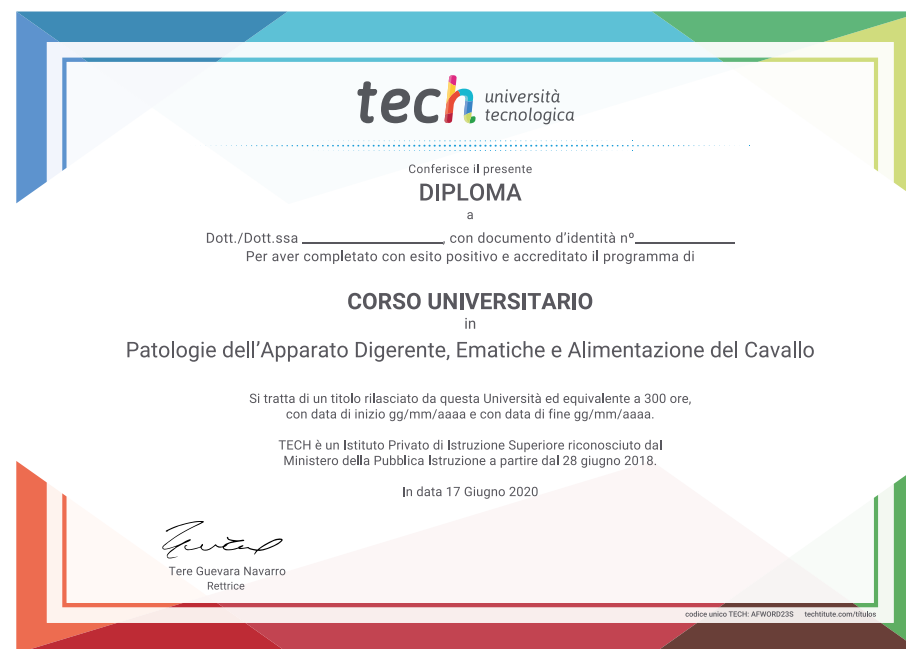 tech università
tecnologica
Conferisce il presente
DIPLOMA
a
Dott./Dott.ssa ________________, con documento d'identità nº___________
Per aver completato con esito positivo e accreditato il programma di
CORSO UNIVERSITARIO
in
Patologie dell'Apparato Digerente, Ematiche e Alimentazione del Cavallo
Si tratta di un titolo rilasciato da questa Università ed equivalente a 300 ore,
con data di inizio gg/mm/aaaa e con data di fine gg/mm/aaaa.
TECH è un Istituto Privato di Istruzione Superiore riconosciuto dal
Ministero della Pubblica Istruzione a partire dal 28 giugno 2018.
In data 17 Giugno 2020
Tere Guevara Navarro
Rettrice
codice unico TECH: AFWORD23S techtitute.com/titulos